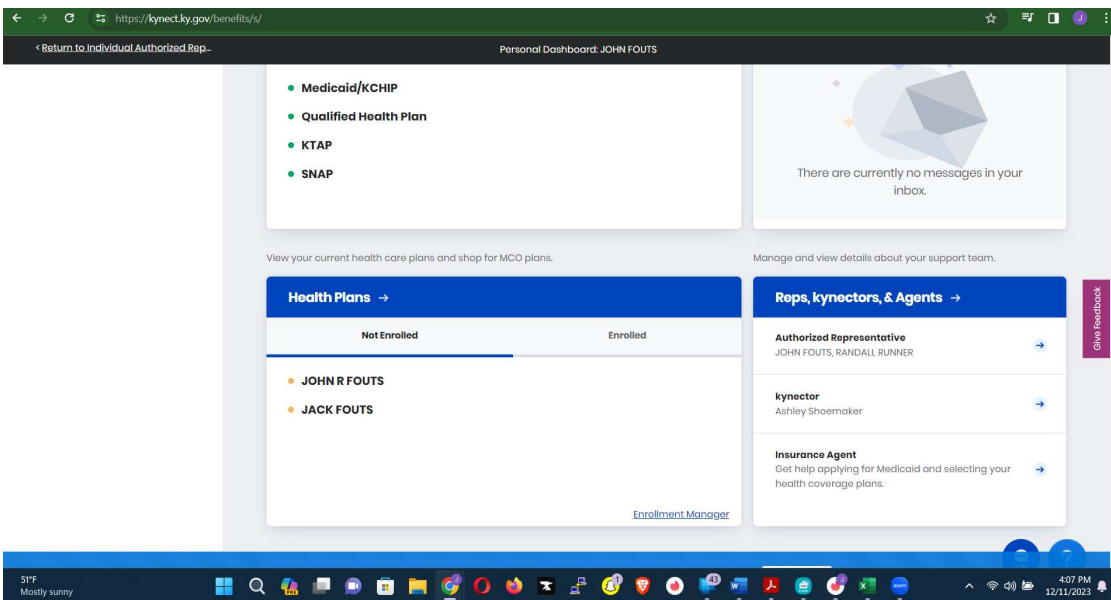 https://kynect.ky.gov/benefits/s/
J
< Return to Individual Authorized Rep...
Personal Dashboard: JOHN FOUTS
Medicaid/KCHIP
Qualified Health Plan
KTAP
SNAP
There are currently no messages in your
inbox.
View your current health care plans and shop for MCO plans.
Manage and view details about your support team.
Health Plans →
Not Enrolled
Enrolled
JOHN R FOUTS
JACK FOUTS
Enrollment Manager
Reps, kynectors, & Agents →
Authorized Representative
JOHN FOUTS, RANDALL RUNNER
kynector
Ashley Shoemaker
Insurance Agent
Get help applying for Medicaid and selecting your
health coverage plans.
Give Feedback
?
51°F
Mostly sunny
43
zoom
4:07 PM
12/11/2023